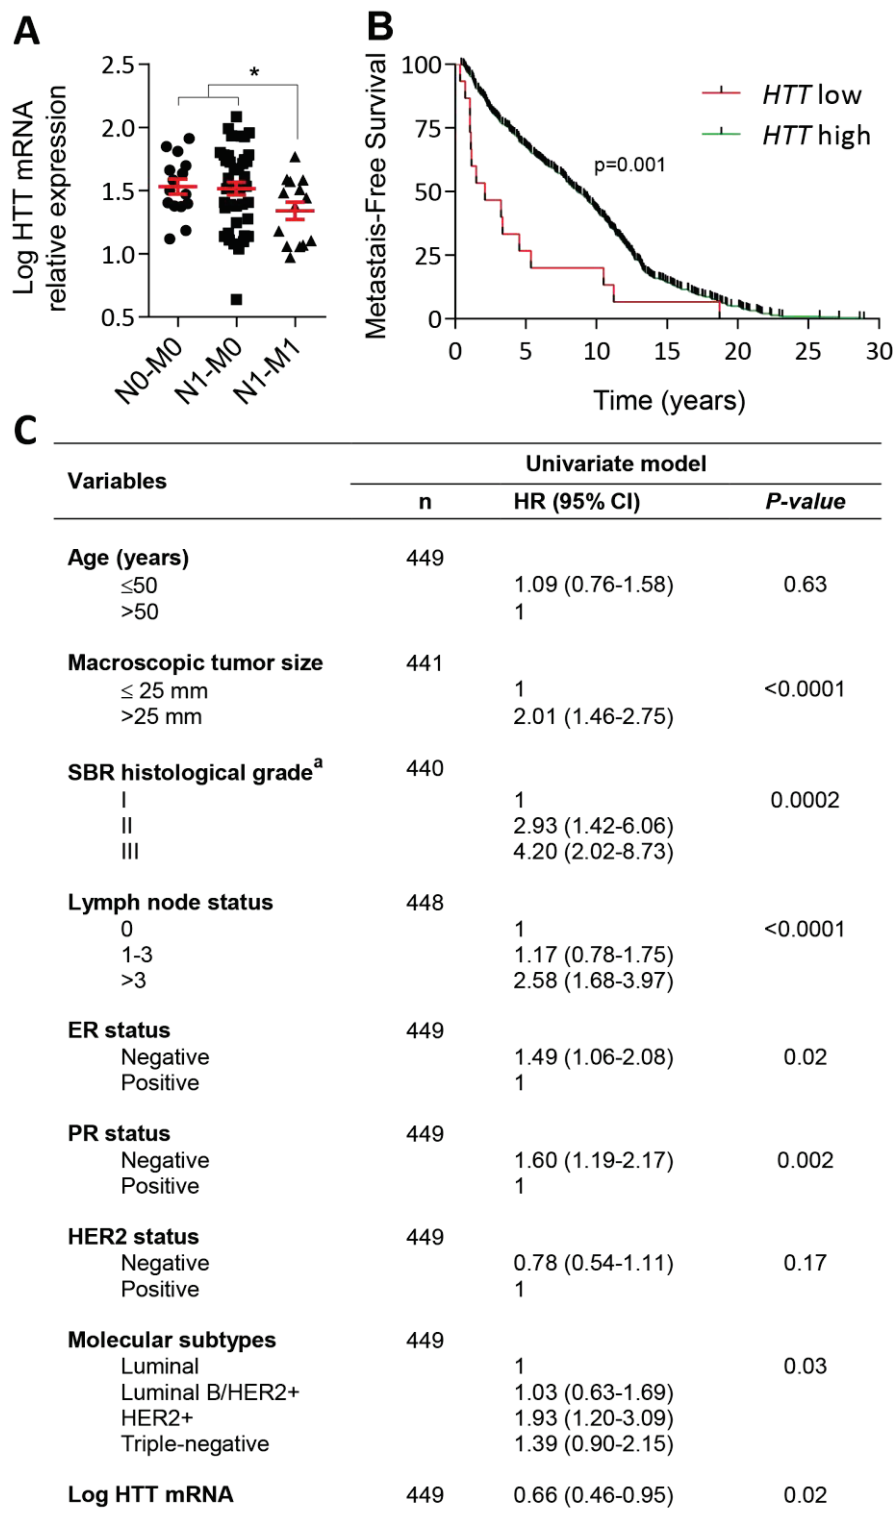 A
Log HTT mRNA
relative expression
2.5
2.0
1.5
1.0
0.5
*
N0-M0
N1-M0
N1-M1
B
Metastais-Free Survival
100
75
50
25
0
HTT low
HTT high
p=0.001
0 5 10 15 20 25 30
Time (years)
C
Variables
Univariate model
n HR (95% CI) P-value
Age (years) 449
≤50 1.09 (0.76-1.58) 0.63
>50 1
Macroscopic tumor size 441
≤ 25 mm 1 <0.0001
>25 mm 2.01 (1.46-2.75)
SBR histological gradeª 440
I 1 0.0002
II 2.93 (1.42-6.06)
III 4.20 (2.02-8.73)
Lymph node status 448
0 1 <0.0001
1-3 1.17 (0.78-1.75)
>3 2.58 (1.68-3.97)
ER status 449
Negative 1.49 (1.06-2.08) 0.02
Positive 1
PR status 449
Negative 1.60 (1.19-2.17) 0.002
Positive 1
HER2 status 449
Negative 0.78 (0.54-1.11) 0.17
Positive 1
Molecular subtypes 449
Luminal 1 0.03
Luminal B/HER2+ 1.03 (0.63-1.69)
HER2+ 1.93 (1.20-3.09)
Triple-negative 1.39 (0.90-2.15)
Log HTT mRNA 449 0.66 (0.46-0.95) 0.02